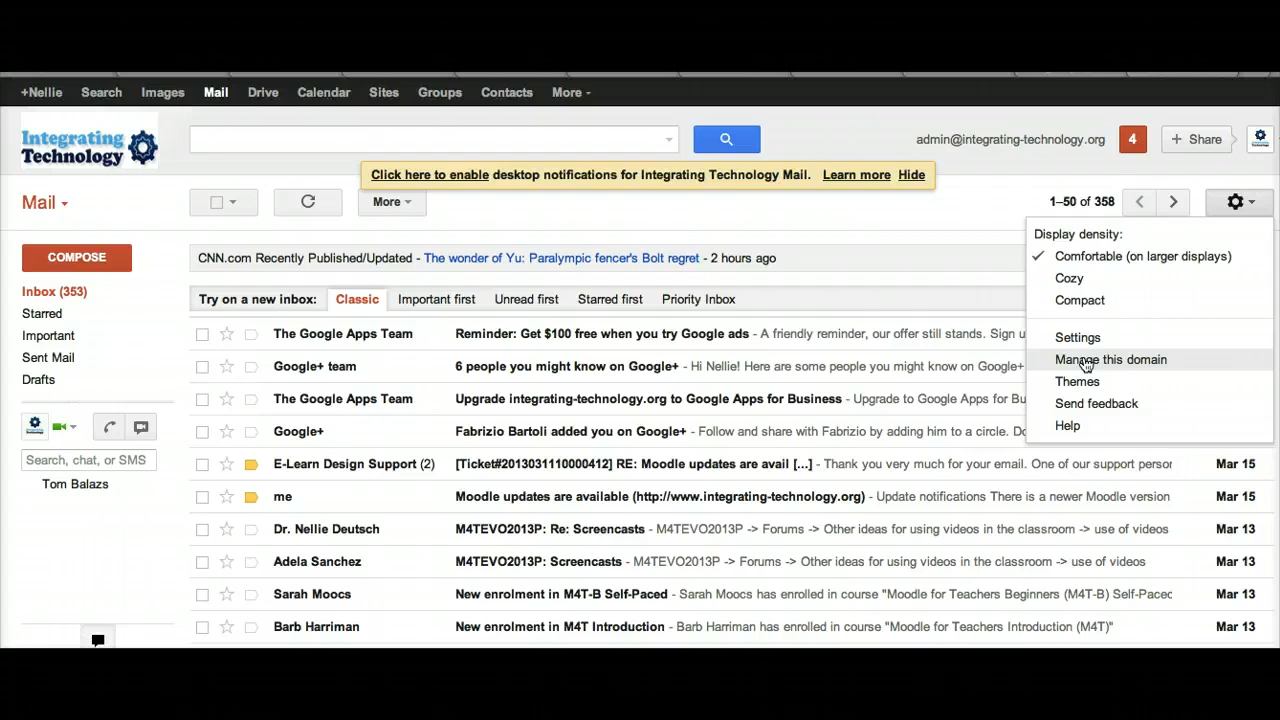 +Nellie Search Images Mail Drive Calendar Sites Groups Contacts More
Integrating
Technology
admin@integrating-technology.org 4 + Share
Click here to enable desktop notifications for Integrating Technology Mail. Learn more Hide
Mail
More
1–50 of 358
Display density:
Comfortable (on larger displays)
Cozy
Compact
Settings
Manage this domain
Themes
Send feedback
Help
COMPOSE
Inbox (353)
Starred
Important
Sent Mail
Drafts
Search, chat, or SMS
Tom Balazs
CNN.com Recently Published/Updated - The wonder of Yu: Paralympic fencer's Bolt regret - 2 hours ago
Try on a new inbox: Classic Important first Unread first Starred first Priority Inbox
The Google Apps Team Reminder: Get $100 free when you try Google ads - A friendly reminder, our offer still stands. Sign u
Google+ team 6 people you might know on Google+ - Hi Nellie! Here are some people you might know on Google+
The Google Apps Team Upgrade integrating-technology.org to Google Apps for Business - Upgrade to Google Apps for Busi
Google+ Fabrizio Bartoli added you on Google+ - Follow and share with Fabrizio by adding him to a circle. Do
E-Learn Design Support (2) [Ticket#2013031110000412] RE: Moodle updates are avail [...] - Thank you very much for your email. One of our support person Mar 15
me Moodle updates are available (http://www.integrating-technology.org) - Update notifications There is a newer Moodle version Mar 15
Dr. Nellie Deutsch M4TEVO2013P: Re: Screencasts - M4TEVO2013P -> Forums -> Other ideas for using videos in the classroom -> use of videos Mar 13
Adela Sanchez M4TEVO2013P: Screencasts - M4TEVO2013P -> Forums -> Other ideas for using videos in the classroom -> use of videos Mar 13
Sarah Moocs New enrolment in M4T-B Self-Paced - Sarah Moocs has enrolled in course "Moodle for Teachers Beginners (M4T-B) Self-Paced Mar 13
Barb Harriman New enrolment in M4T Introduction - Barb Harriman has enrolled in course "Moodle for Teachers Introduction (M4T)" Mar 13